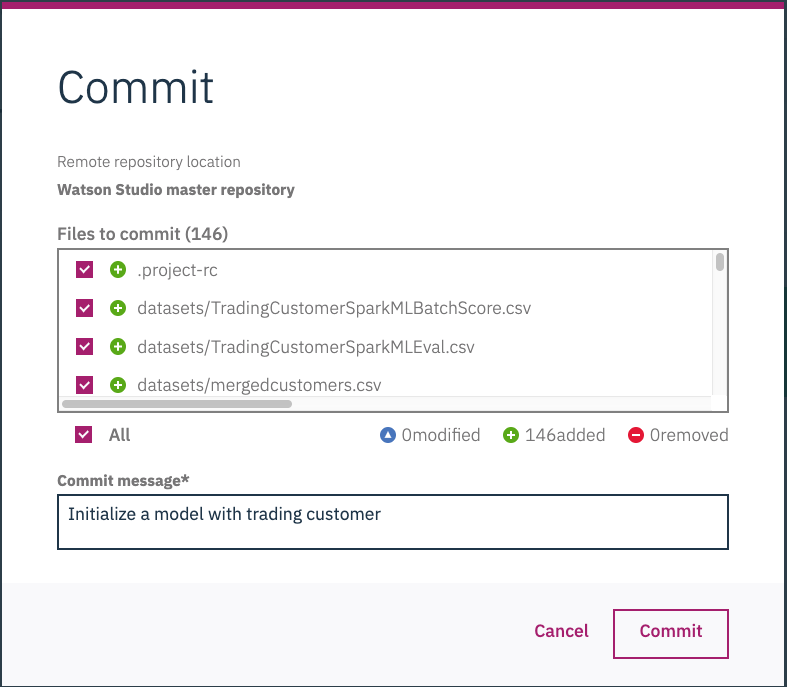 Commit
Remote repository location
Watson Studio master repository
Files to commit (146)
.project-rc
datasets/TradingCustomerSparkMLBatchScore.csv
datasets/TradingCustomerSparkMLEval.csv
datasets/mergedcustomers.csv
All 0modified 146added 0removed
Commit message*
Initialize a model with trading customer
Cancel Commit